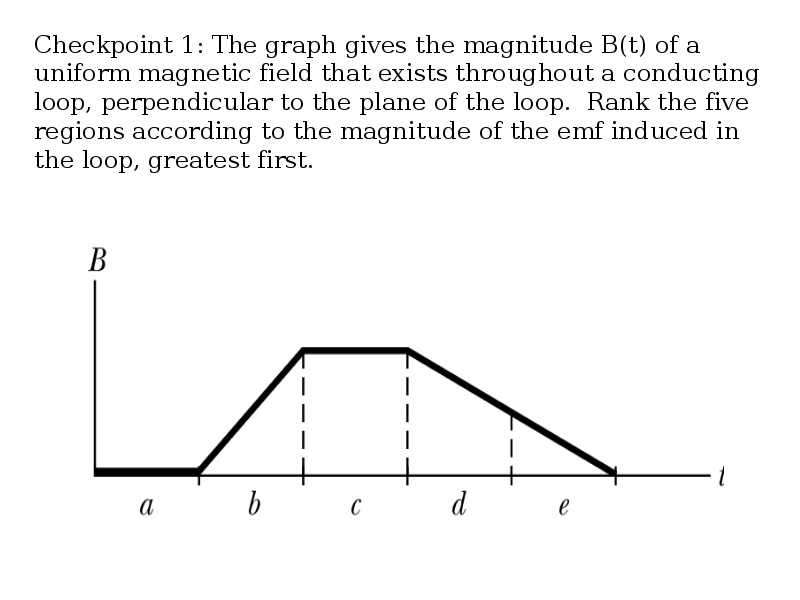 Checkpoint 1: The graph gives the magnitude B(t) of a
uniform magnetic field that exists throughout a conducting
loop, perpendicular to the plane of the loop.  Rank the five
regions according to the magnitude of the emf induced in
the loop, greatest first.
B
t
a b c d e